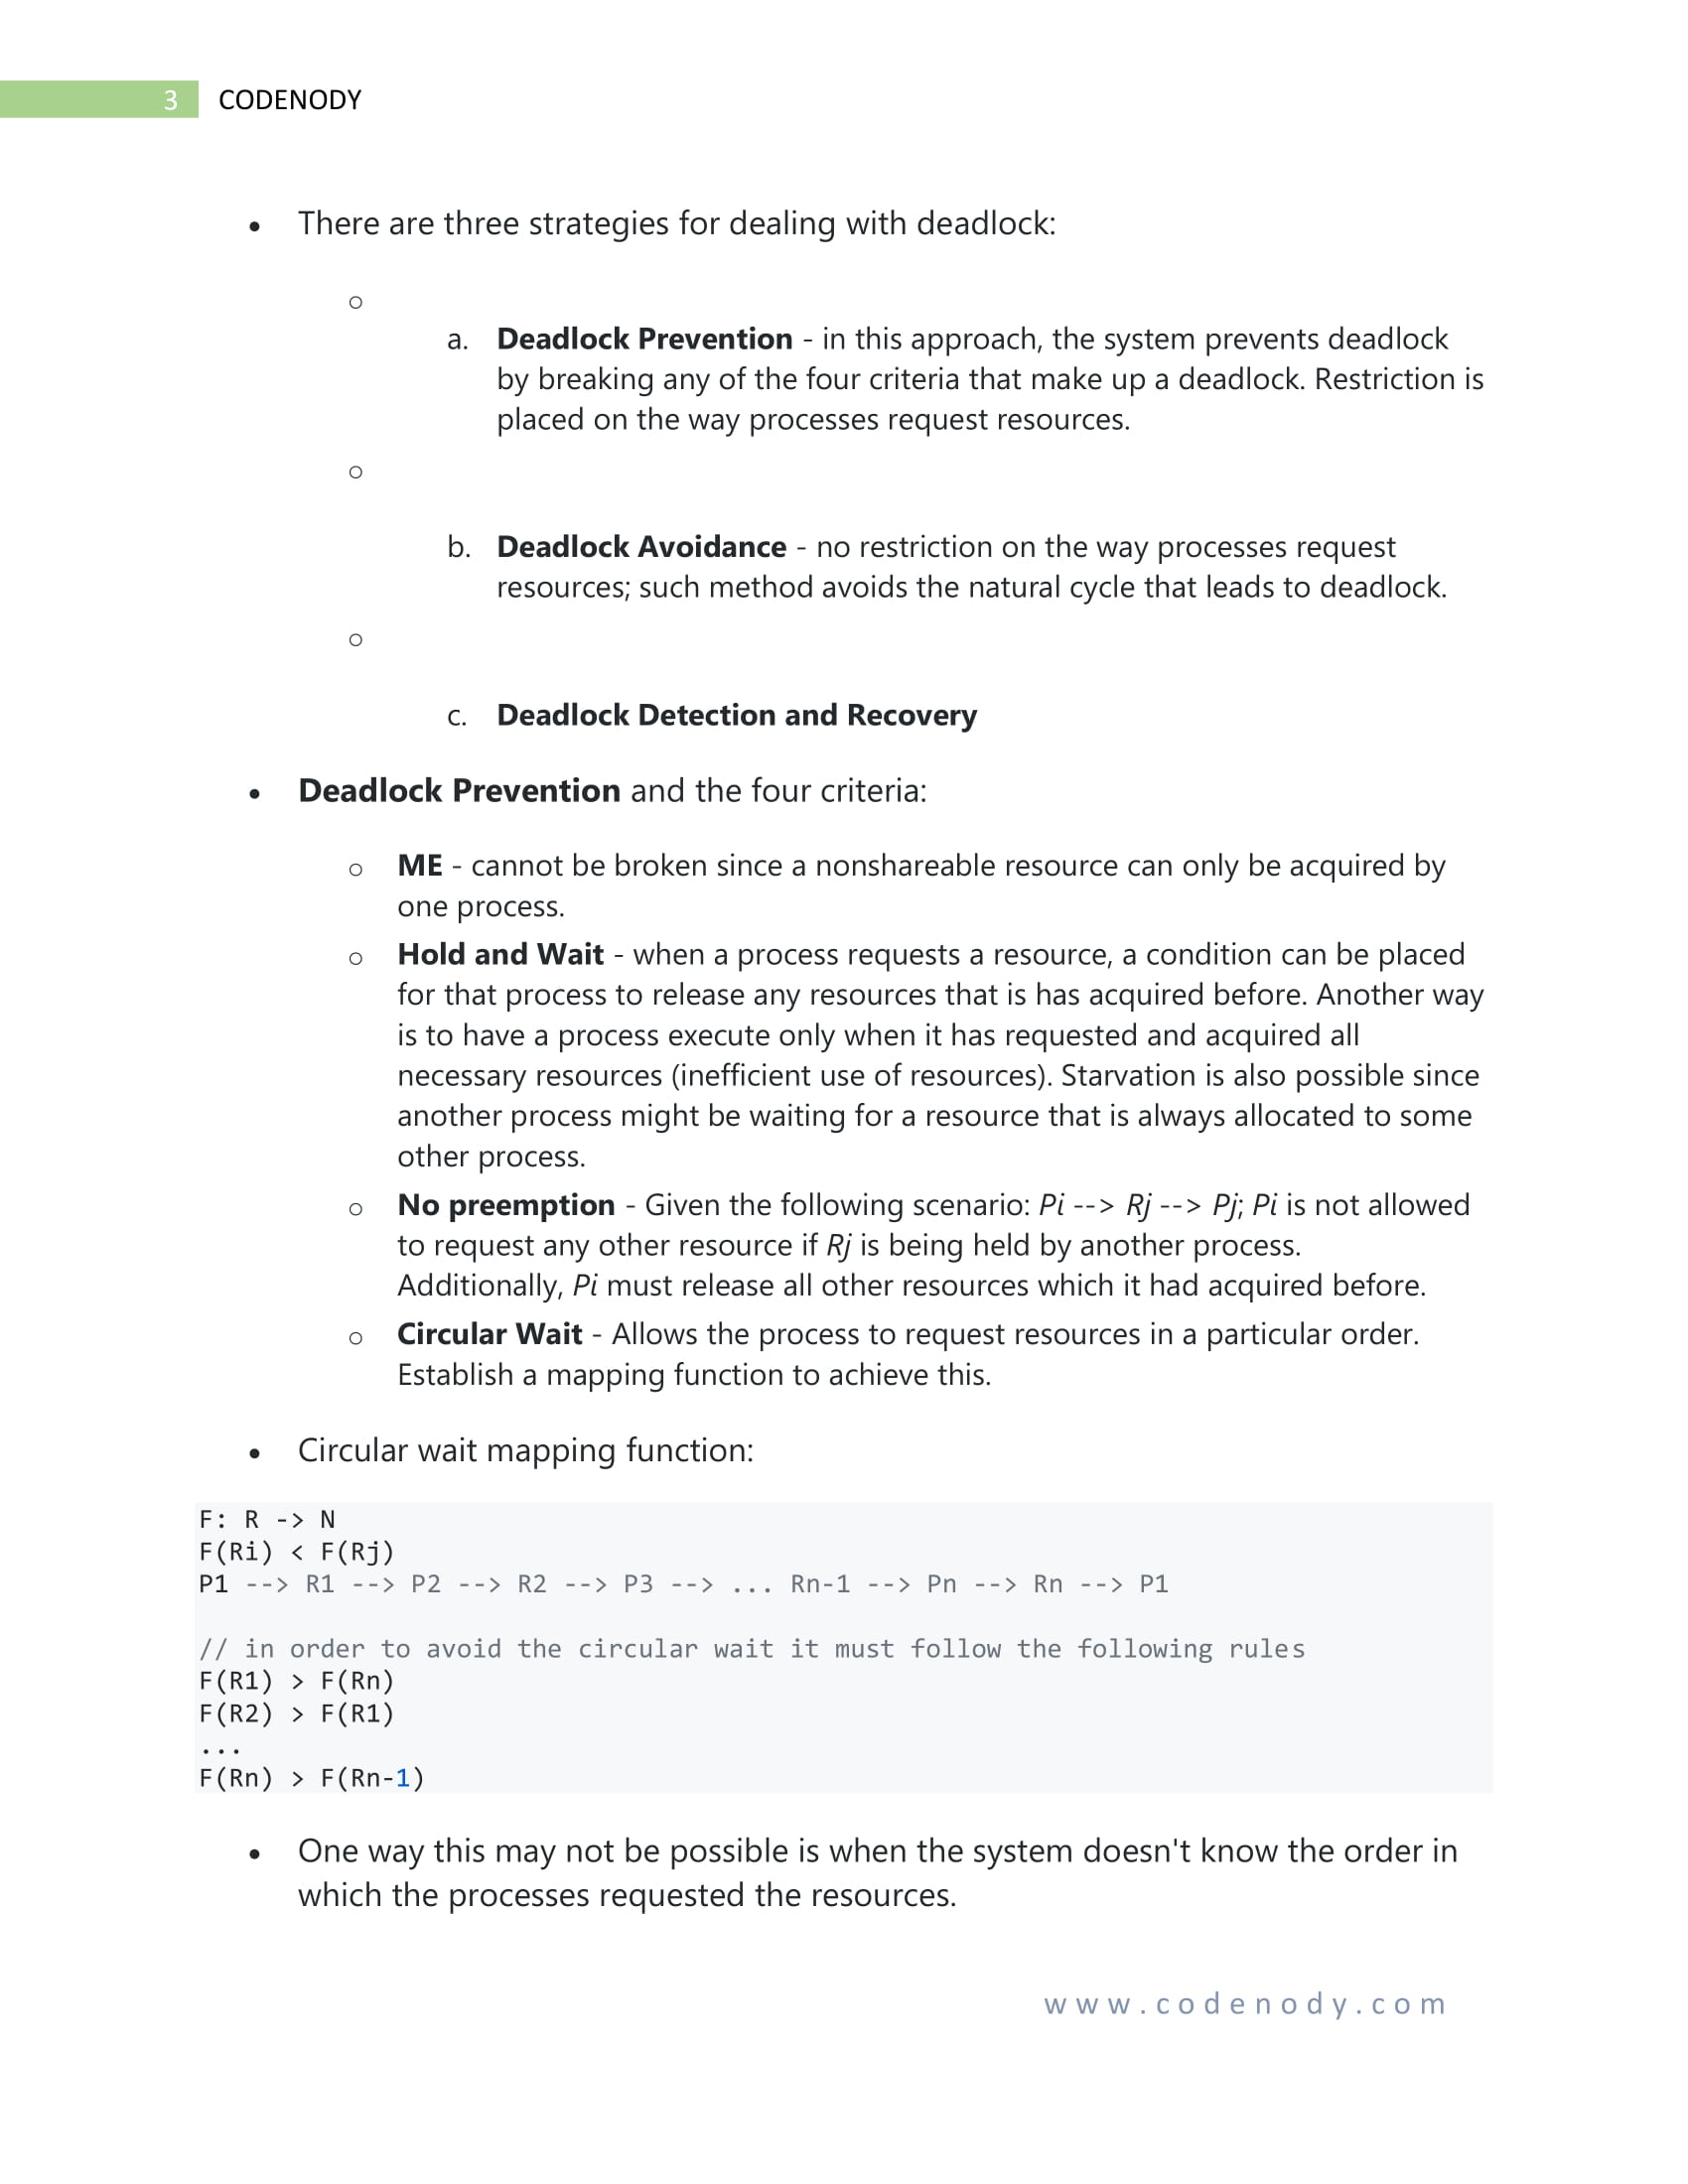 3 CODENODY
• There are three strategies for dealing with deadlock:
○
a. Deadlock Prevention - in this approach, the system prevents deadlock
by breaking any of the four criteria that make up a deadlock. Restriction is
placed on the way processes request resources.
○
b. Deadlock Avoidance - no restriction on the way processes request
resources; such method avoids the natural cycle that leads to deadlock.
○
c. Deadlock Detection and Recovery
• Deadlock Prevention and the four criteria:
○ ME - cannot be broken since a nonshareable resource can only be acquired by
one process.
○ Hold and Wait - when a process requests a resource, a condition can be placed
for that process to release any resources that is has acquired before. Another way
is to have a process execute only when it has requested and acquired all
necessary resources (inefficient use of resources). Starvation is also possible since
another process might be waiting for a resource that is always allocated to some
other process.
○ No preemption - Given the following scenario: Pi --> Rj --> Pj; Pi is not allowed
to request any other resource if Rj is being held by another process.
Additionally, Pi must release all other resources which it had acquired before.
○ Circular Wait - Allows the process to request resources in a particular order.
Establish a mapping function to achieve this.
• Circular wait mapping function:
F: R -> N
F(Ri) < F(Rj)
P1 --> R1 --> P2 --> R2 --> P3 --> ... Rn-1 --> Pn --> Rn --> P1
// in order to avoid the circular wait it must follow the following rules
F(R1) > F(Rn)
F(R2) > F(R1)
...
F(Rn) > F(Rn-1)
• One way this may not be possible is when the system doesn't know the order in
which the processes requested the resources.
www.codenody.com